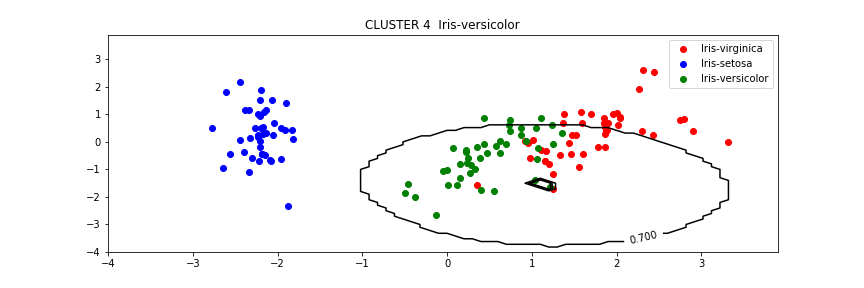 CLUSTER 4  Iris-versicolor
Iris-virginica
Iris-setosa
Iris-versicolor
3
2
1
0
−1
−2
−3
−4
0.700
−4 −3 −2 −1 0 1 2 3